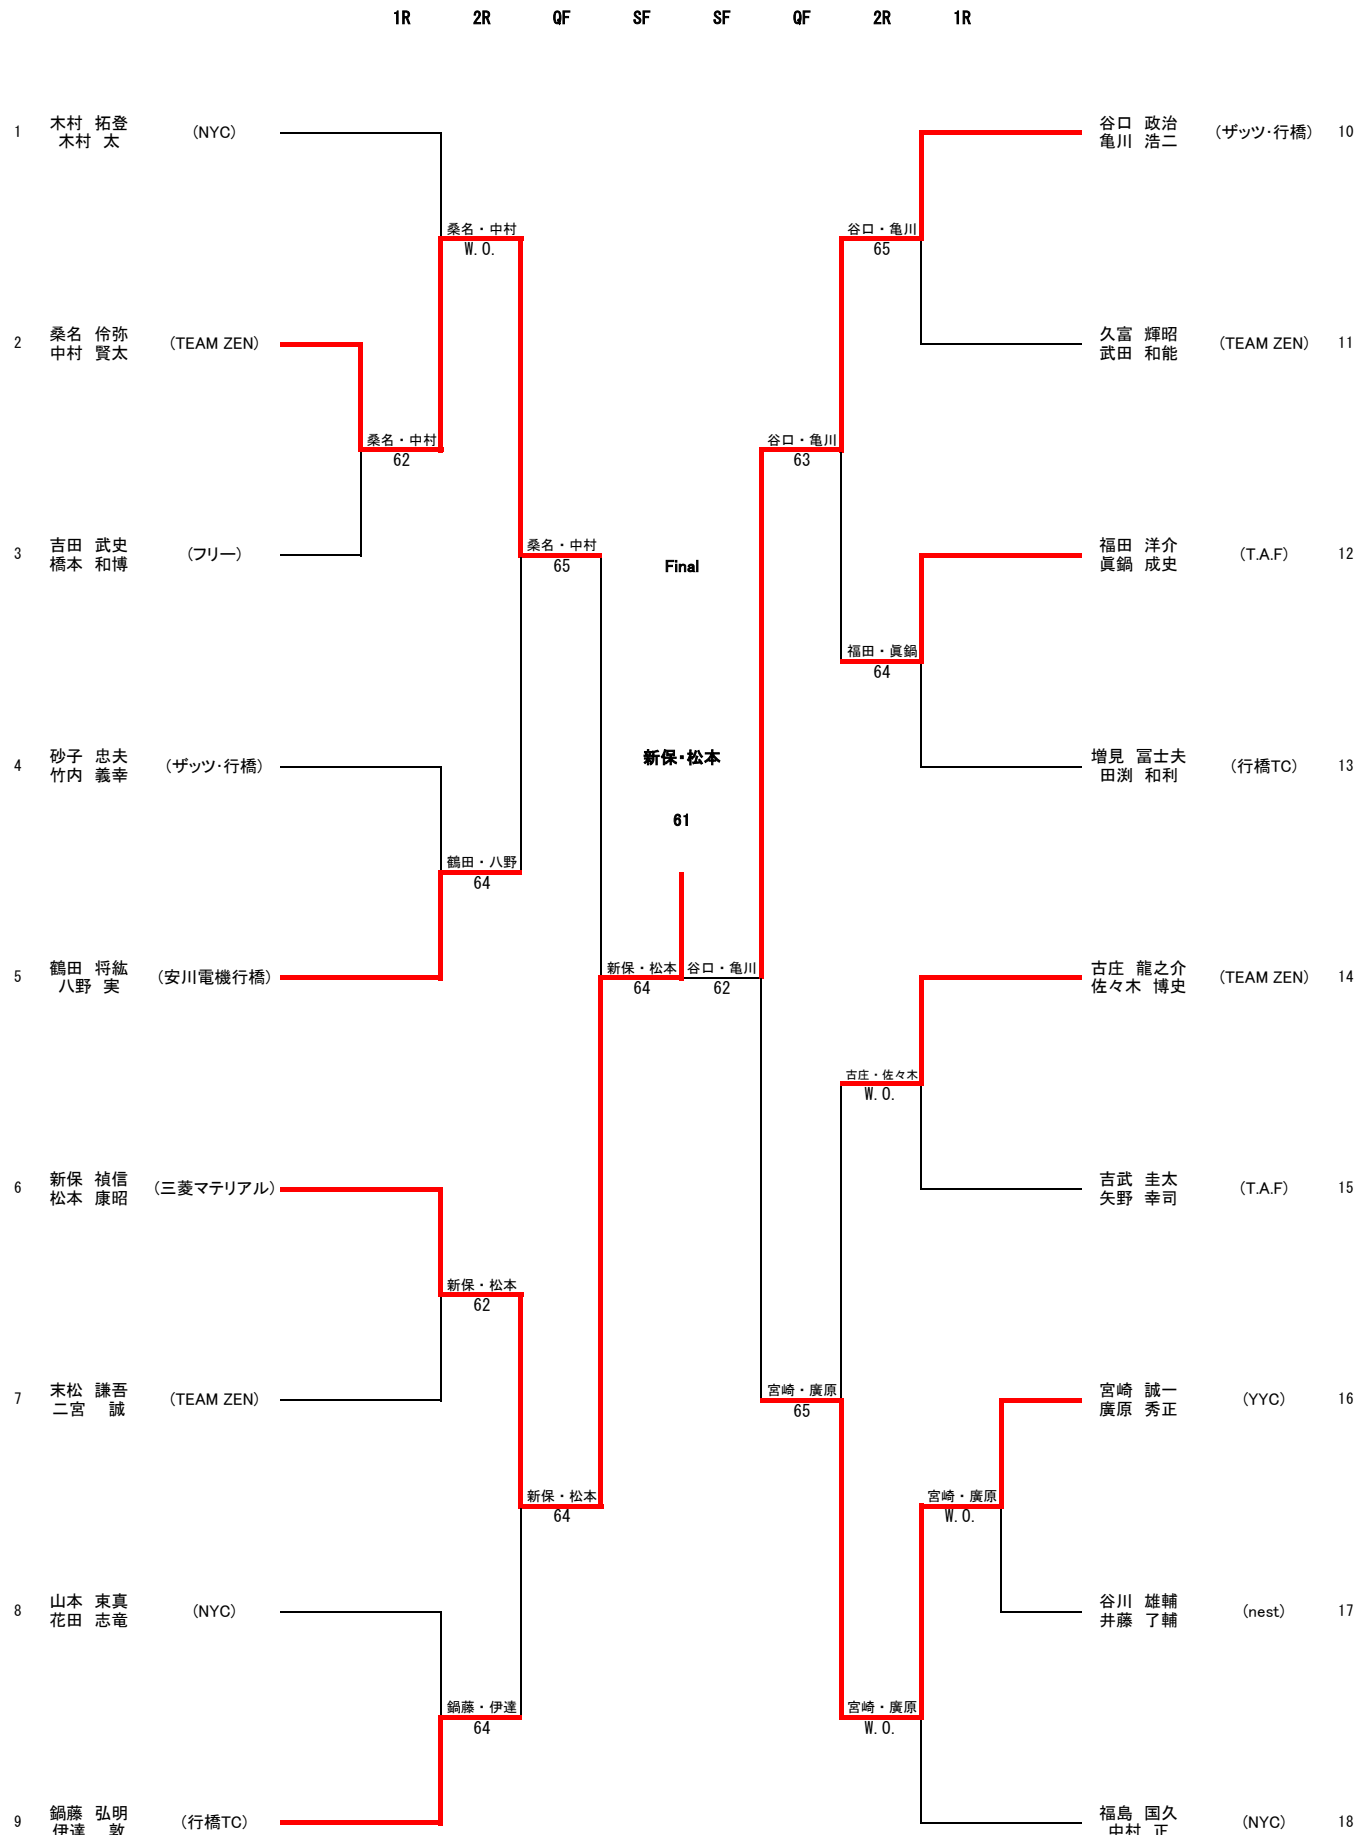 1R 2R QF SF SF QF 2R 1R
1 木村 拓登 (NYC) 谷口 政治 (ザッツ・行橋) 10
木村 太 亀川 浩二
桑名・中村 谷口・亀川
W.O. 65
2 桑名 伶弥 (TEAM ZEN) 久富 輝昭 (TEAM ZEN) 11
中村 賢太 武田 和能
桑名・中村 谷口・亀川
62 63
3 吉田 武史 (フリー) 桑名・中村 福田 洋介 (T.A.F) 12
橋本 和博 65 Final 眞鍋 成史
福田・眞鍋
64
4 砂子 忠夫 (ザッツ・行橋) 新保・松本 増見 冨士夫 (行橋TC) 13
竹内 義幸 田渕 和利
61
鶴田・八野
64
5 鶴田 将紘 (安川電機行橋) 新保・松本 谷口・亀川 古庄 龍之介 (TEAM ZEN) 14
八野 実 64 62 佐々木 博史
古庄・佐々木
W.O.
6 新保 禎信 (三菱マテリアル) 吉武 圭太 (T.A.F) 15
松本 康昭 矢野 幸司
新保・松本
62
7 末松 謙吾 (TEAM ZEN) 宮崎・廣原 宮崎 誠一 (YYC) 16
二宮 誠 65 廣原 秀正
新保・松本 宮崎・廣原
64 W.O.
8 山本 束真 (NYC) 谷川 雄輔 (nest) 17
花田 志竜 井藤 了輔
鍋藤・伊達 宮崎・廣原
64 W.O.
9 鍋藤 弘明 (行橋TC) 福島 国久 (NYC) 18
伊達 敦 中村 正